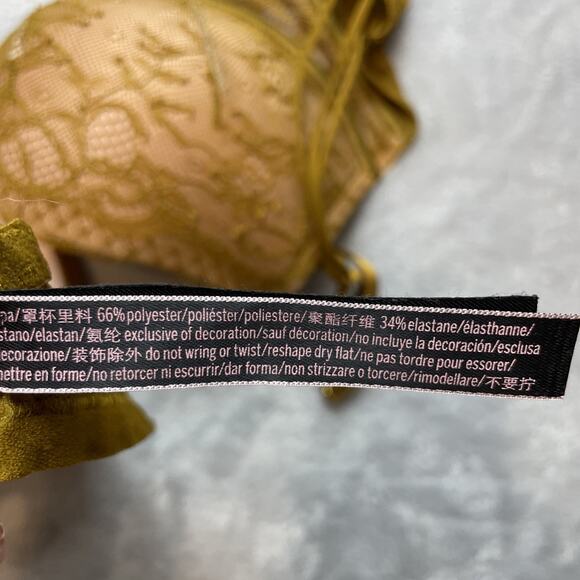 pa/罩杯里料 66% polyester/poliéster/poliestere/聚酯纤维 34% elastane/élasthanne/
stano/elastan/氨纶 exclusive of decoration/sauf décoration/no incluye la decoración/esclusa
decorazione/装饰除外 do not wring or twist/reshape dry flat/ne pas tordre pour essorer/
mettre en forme/no retorcer ni escurrir/dar forma/non strizzare o torcere/rimodellare/不要拧